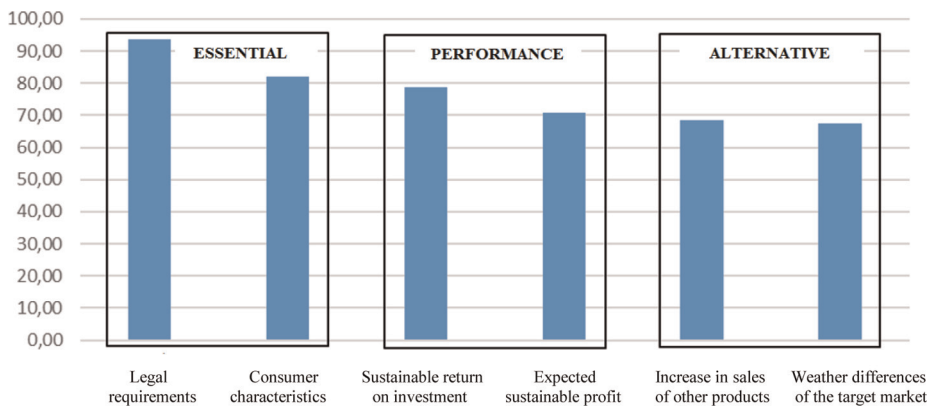 100,00
90,00
80,00
70,00
60,00
50,00
40,00
30,00
20,00
10,00
0,00
ESSENTIAL
PERFORMANCE
ALTERNATIVE
Legal
requirements
Consumer
characteristics
Sustainable return
on investment
Expected
sustainable profit
Increase in sales
of other products
Weather differences
of the target market